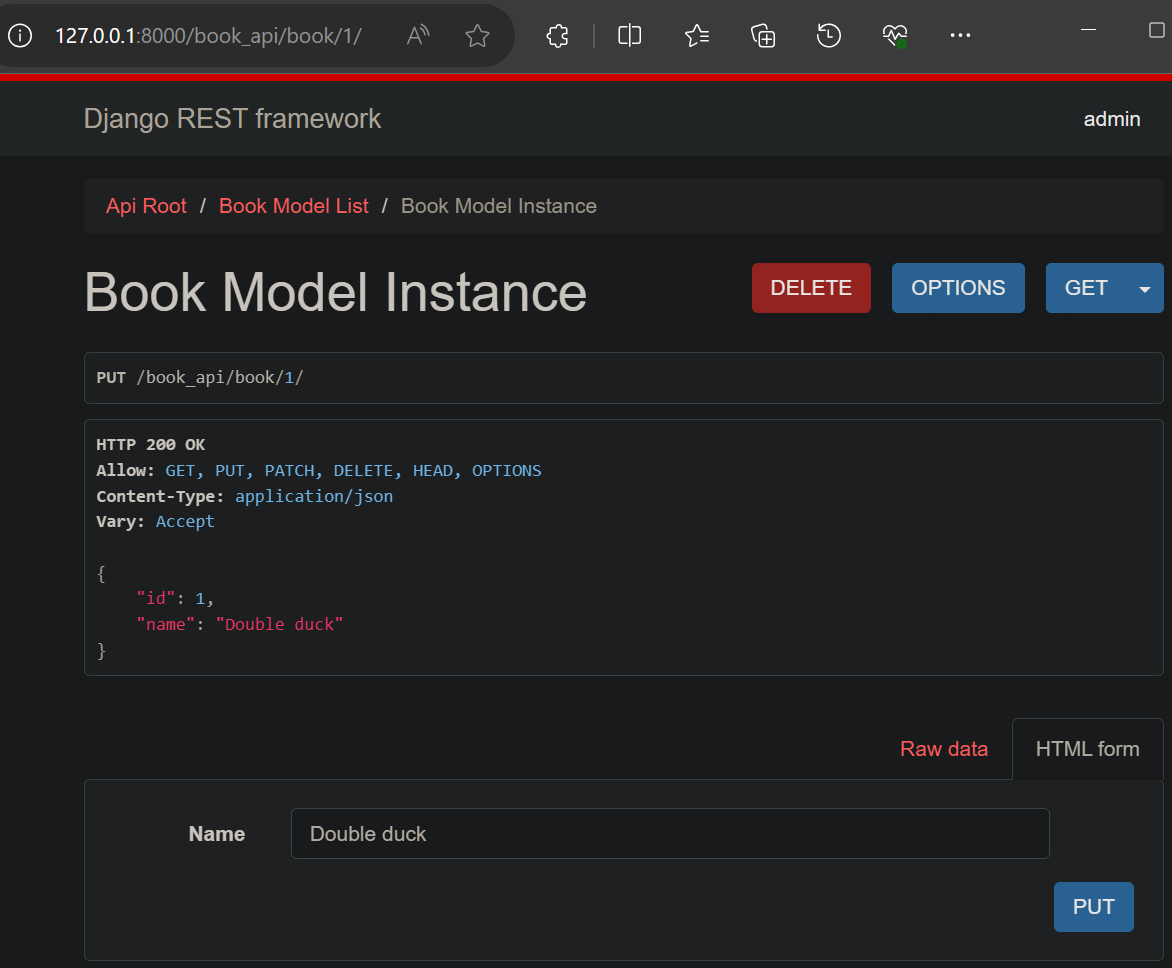 127.0.0.1:8000/book_api/book/1/
Django REST framework
admin
Api Root / Book Model List / Book Model Instance
Book Model Instance
DELETE
OPTIONS
GET
PUT /book_api/book/1/
HTTP 200 OK
Allow: GET, PUT, PATCH, DELETE, HEAD, OPTIONS
Content-Type: application/json
Vary: Accept
{
"id": 1,
"name": "Double duck"
}
Raw data
HTML form
Name
Double duck
PUT